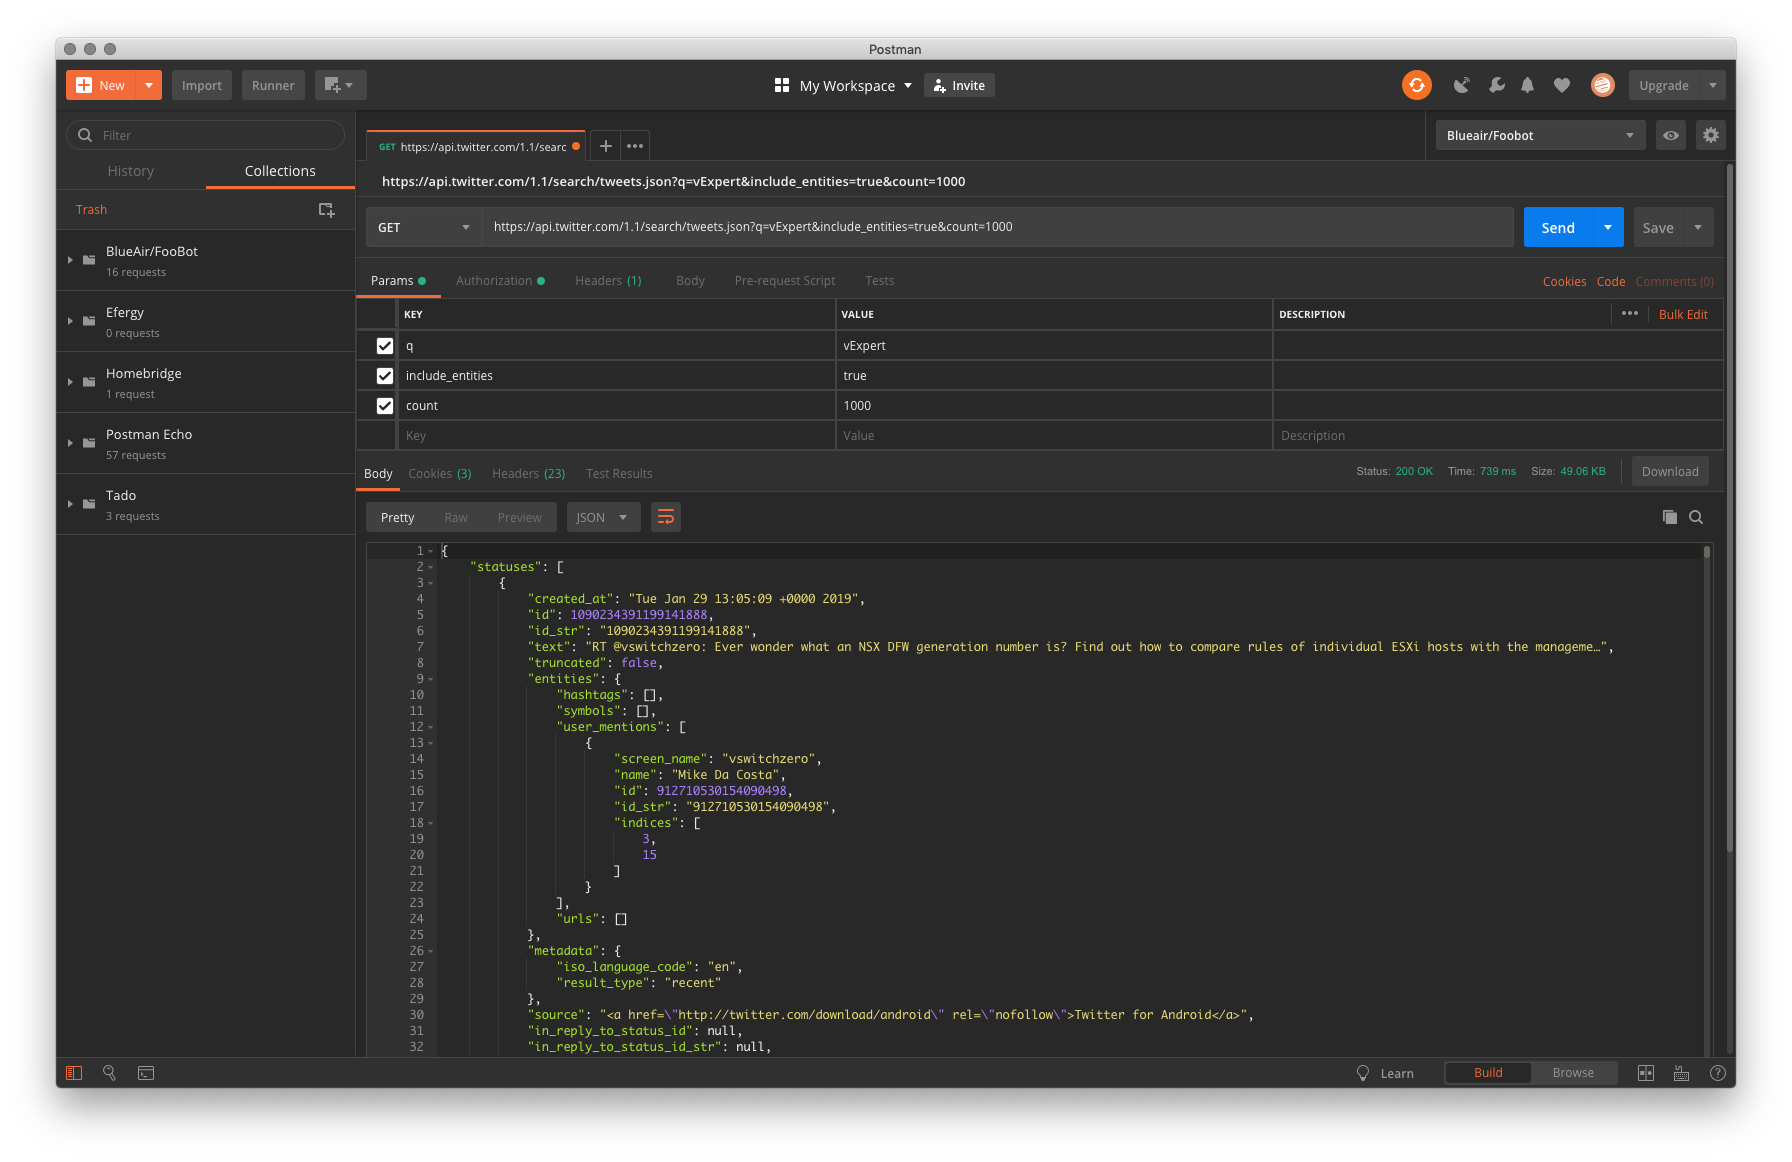 Postman
New
Import
Runner
My Workspace
Invite
Upgrade
Filter
History
Collections
Trash
BlueAir/FooBot
16 requests
Efergy
0 requests
Homebridge
1 request
Postman Echo
57 requests
Tado
3 requests
GET https://api.twitter.com/1.1/searc
Blueair/Foobot
https://api.twitter.com/1.1/search/tweets.json?q=vExpert&include_entities=true&count=1000
GET
https://api.twitter.com/1.1/search/tweets.json?q=vExpert&include_entities=true&count=1000
Send
Save
Params
Authorization
Headers (1)
Body
Pre-request Script
Tests
Cookies
Code
Comments (0)
KEY
VALUE
DESCRIPTION
Bulk Edit
q
vExpert
include_entities
true
count
1000
Key
Value
Description
Body
Cookies (3)
Headers (23)
Test Results
Status: 200 OK
Time: 739 ms
Size: 49.06 KB
Download
Pretty
Raw
Preview
JSON
1 {
2 "statuses": [
3 {
4 "created_at": "Tue Jan 29 13:05:09 +0000 2019",
5 "id": 1090234391199141888,
6 "id_str": "1090234391199141888",
7 "text": "RT @vswitchzero: Ever wonder what an NSX DFW generation number is? Find out how to compare rules of individual ESXi hosts with the manageme…",
8 "truncated": false,
9 "entities": {
10 "hashtags": [],
11 "symbols": [],
12 "user_mentions": [
13 {
14 "screen_name": "vswitchzero",
15 "name": "Mike Da Costa",
16 "id": 912710530154090498,
17 "id_str": "912710530154090498",
18 "indices": [
19 3,
20 15
21 ]
22 }
23 ],
24 "urls": []
25 },
26 "metadata": {
27 "iso_language_code": "en",
28 "result_type": "recent"
29 },
30 "source": "<a href=\"http://twitter.com/download/android\" rel=\"nofollow\">Twitter for Android</a>",
31 "in_reply_to_status_id": null,
32 "in_reply_to_status_id_str": null,
Learn
Build
Browse